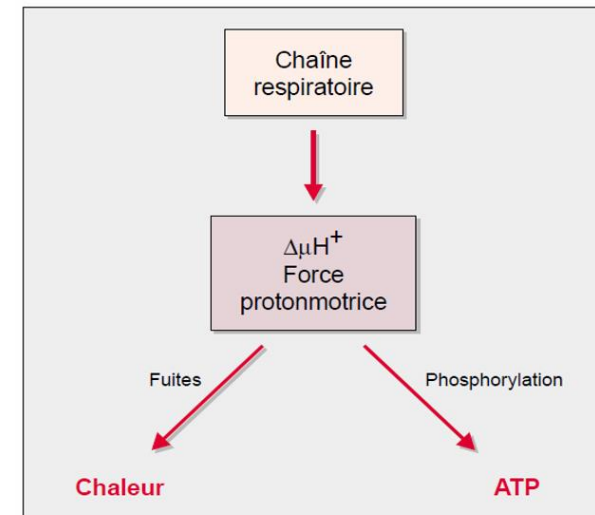 Chaîne
respiratoire
ΔμH⁺
Force
protonmotrice
Fuites
Phosphorylation
Chaleur
ATP